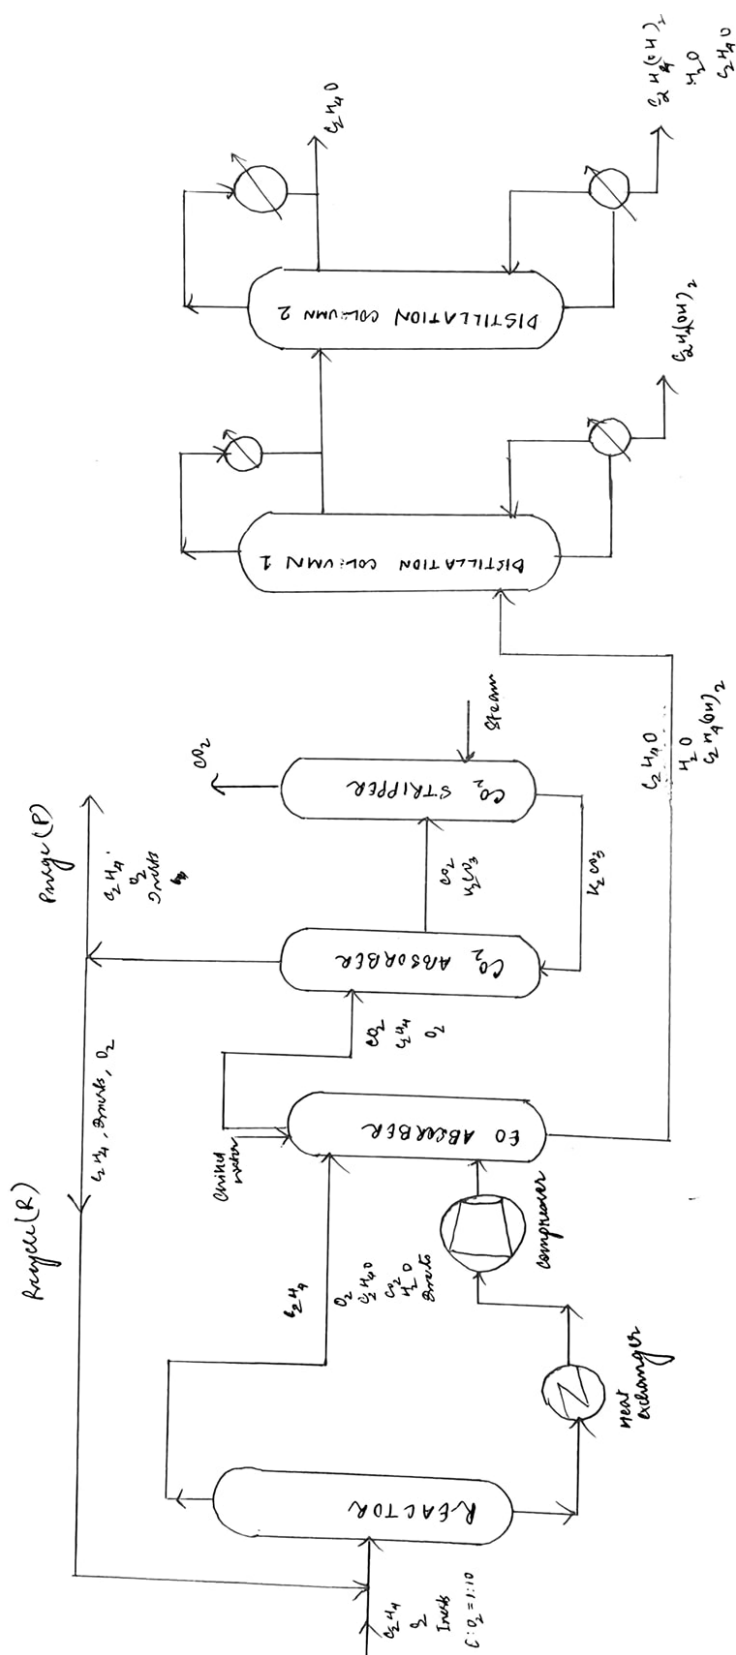 Recycle(R)
Purge(P)
C2H4, Inerts, O2
C2H4
O2
Inerts
C2H4
O2
Inerts
C:O2 = 1:10
REACTOR
C2H4
O2
C2H4O
CO2
H2O
Inerts
Heat
exchanger
compressor
Chilled
water
EO ABSORBER
CO2
C2H4
O2
CO2 ABSORBER
CO2
K2CO3
K2CO3
CO2 STRIPPER
CO2
Steam
C2H4O
H2O
C2H4(OH)2
DISTILLATION COLUMN 1
C2H4(OH)2
DISTILLATION COLUMN 2
C2H4O
C2H4(OH)2
H2O
C2H4O